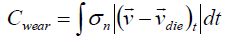 C_wear = ∫ σ_n |(v⃗ − v⃗_die)_t| dt